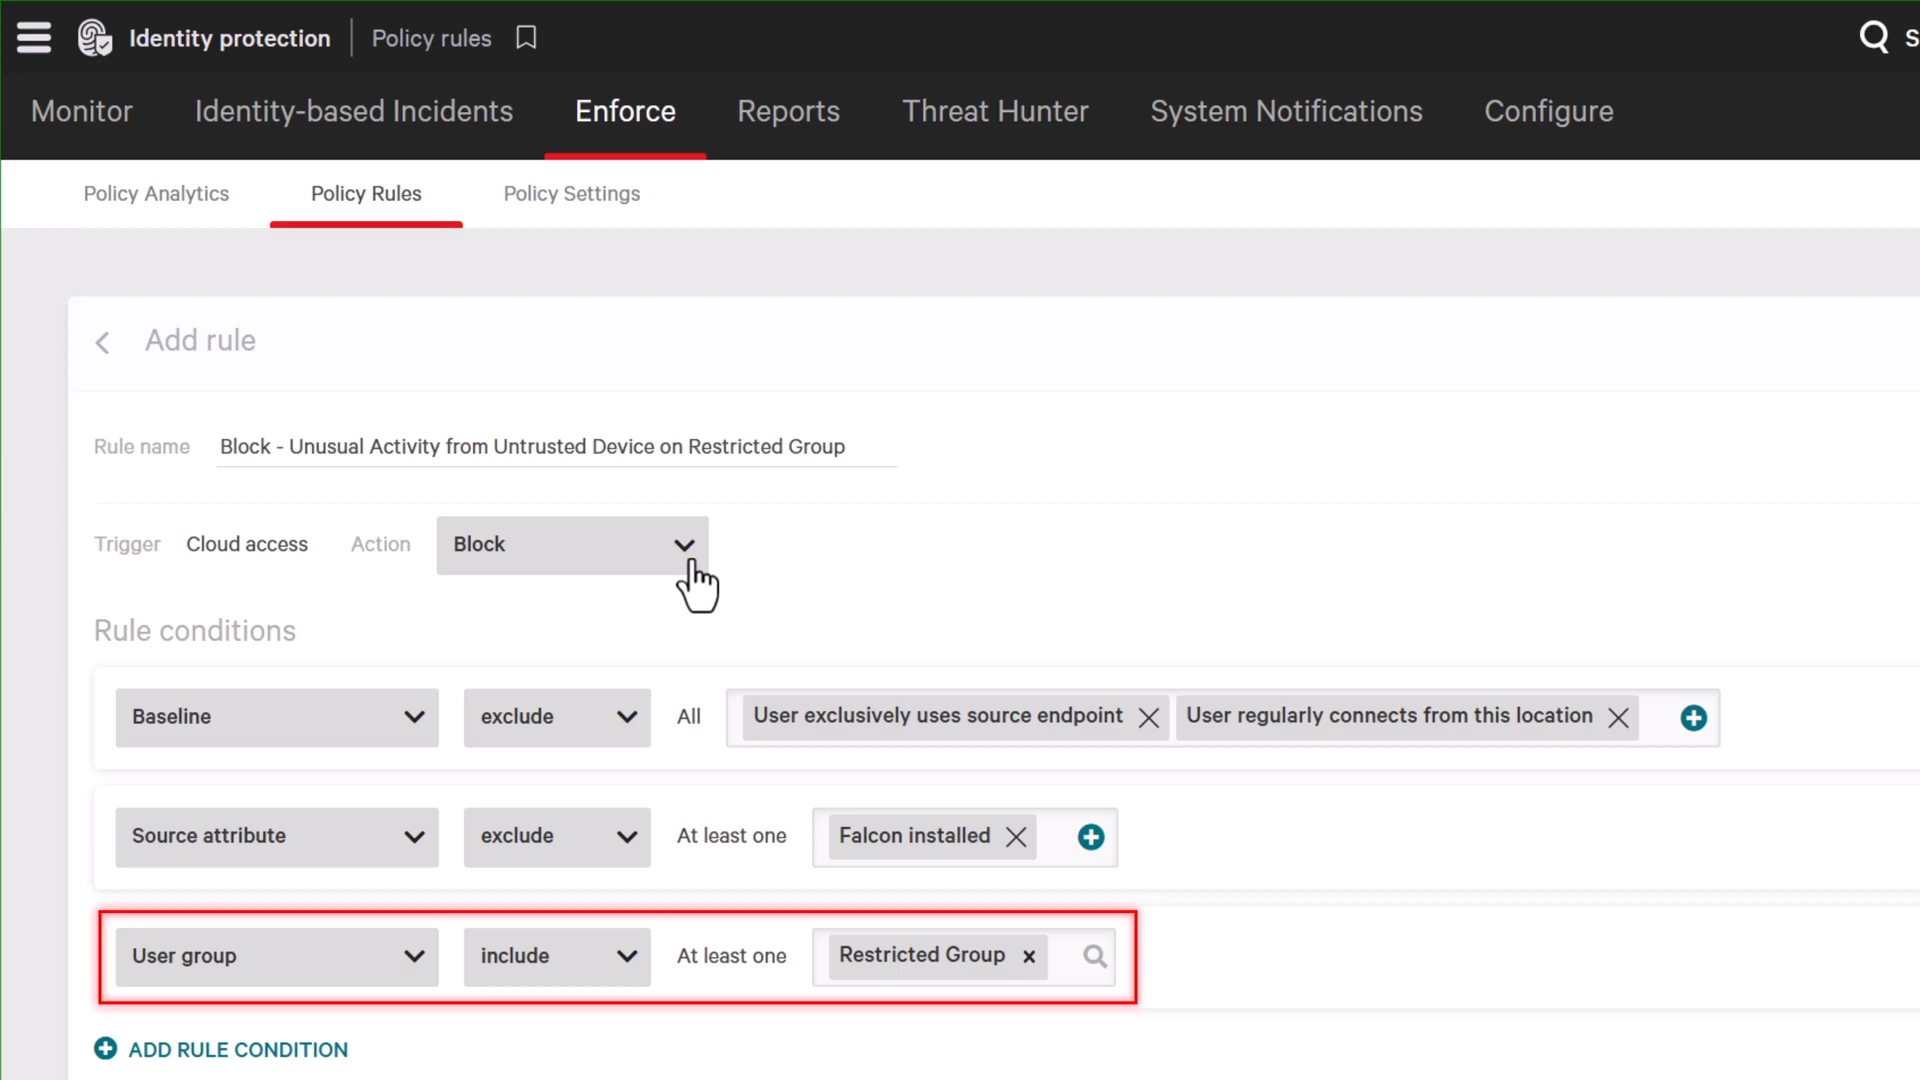 Identity protection Policy rules S
Monitor Identity-based Incidents Enforce Reports Threat Hunter System Notifications Configure
Policy Analytics Policy Rules Policy Settings
Add rule
Rule name Block - Unusual Activity from Untrusted Device on Restricted Group
Trigger Cloud access Action Block
Rule conditions
Baseline exclude All User exclusively uses source endpoint User regularly connects from this location
Source attribute exclude At least one Falcon installed
User group include At least one Restricted Group
ADD RULE CONDITION